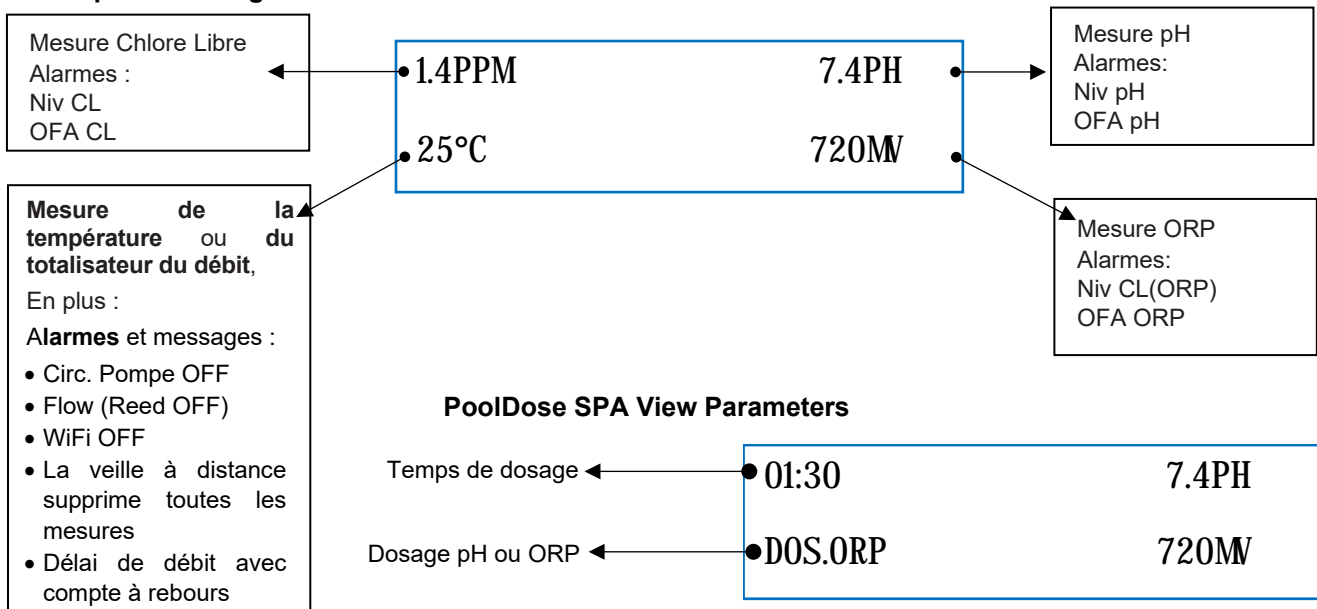 Mesure Chlore Libre
Alarmes :
Niv CL
OFA CL
1.4PPM 7.4PH
25°C 720MV
Mesure pH
Alarmes:
Niv pH
OFA pH
Mesure ORP
Alarmes:
Niv CL(ORP)
OFA ORP
Mesure de la
température ou du
totalisateur du débit,
En plus :
Alarmes et messages :
• Circ. Pompe OFF
• Flow (Reed OFF)
• WiFi OFF
• La veille à distance
supprime toutes les
mesures
• Délai de débit avec
compte à rebours
PoolDose SPA View Parameters
Temps de dosage
Dosage pH ou ORP
01:30 7.4PH
DOS.ORP 720MV